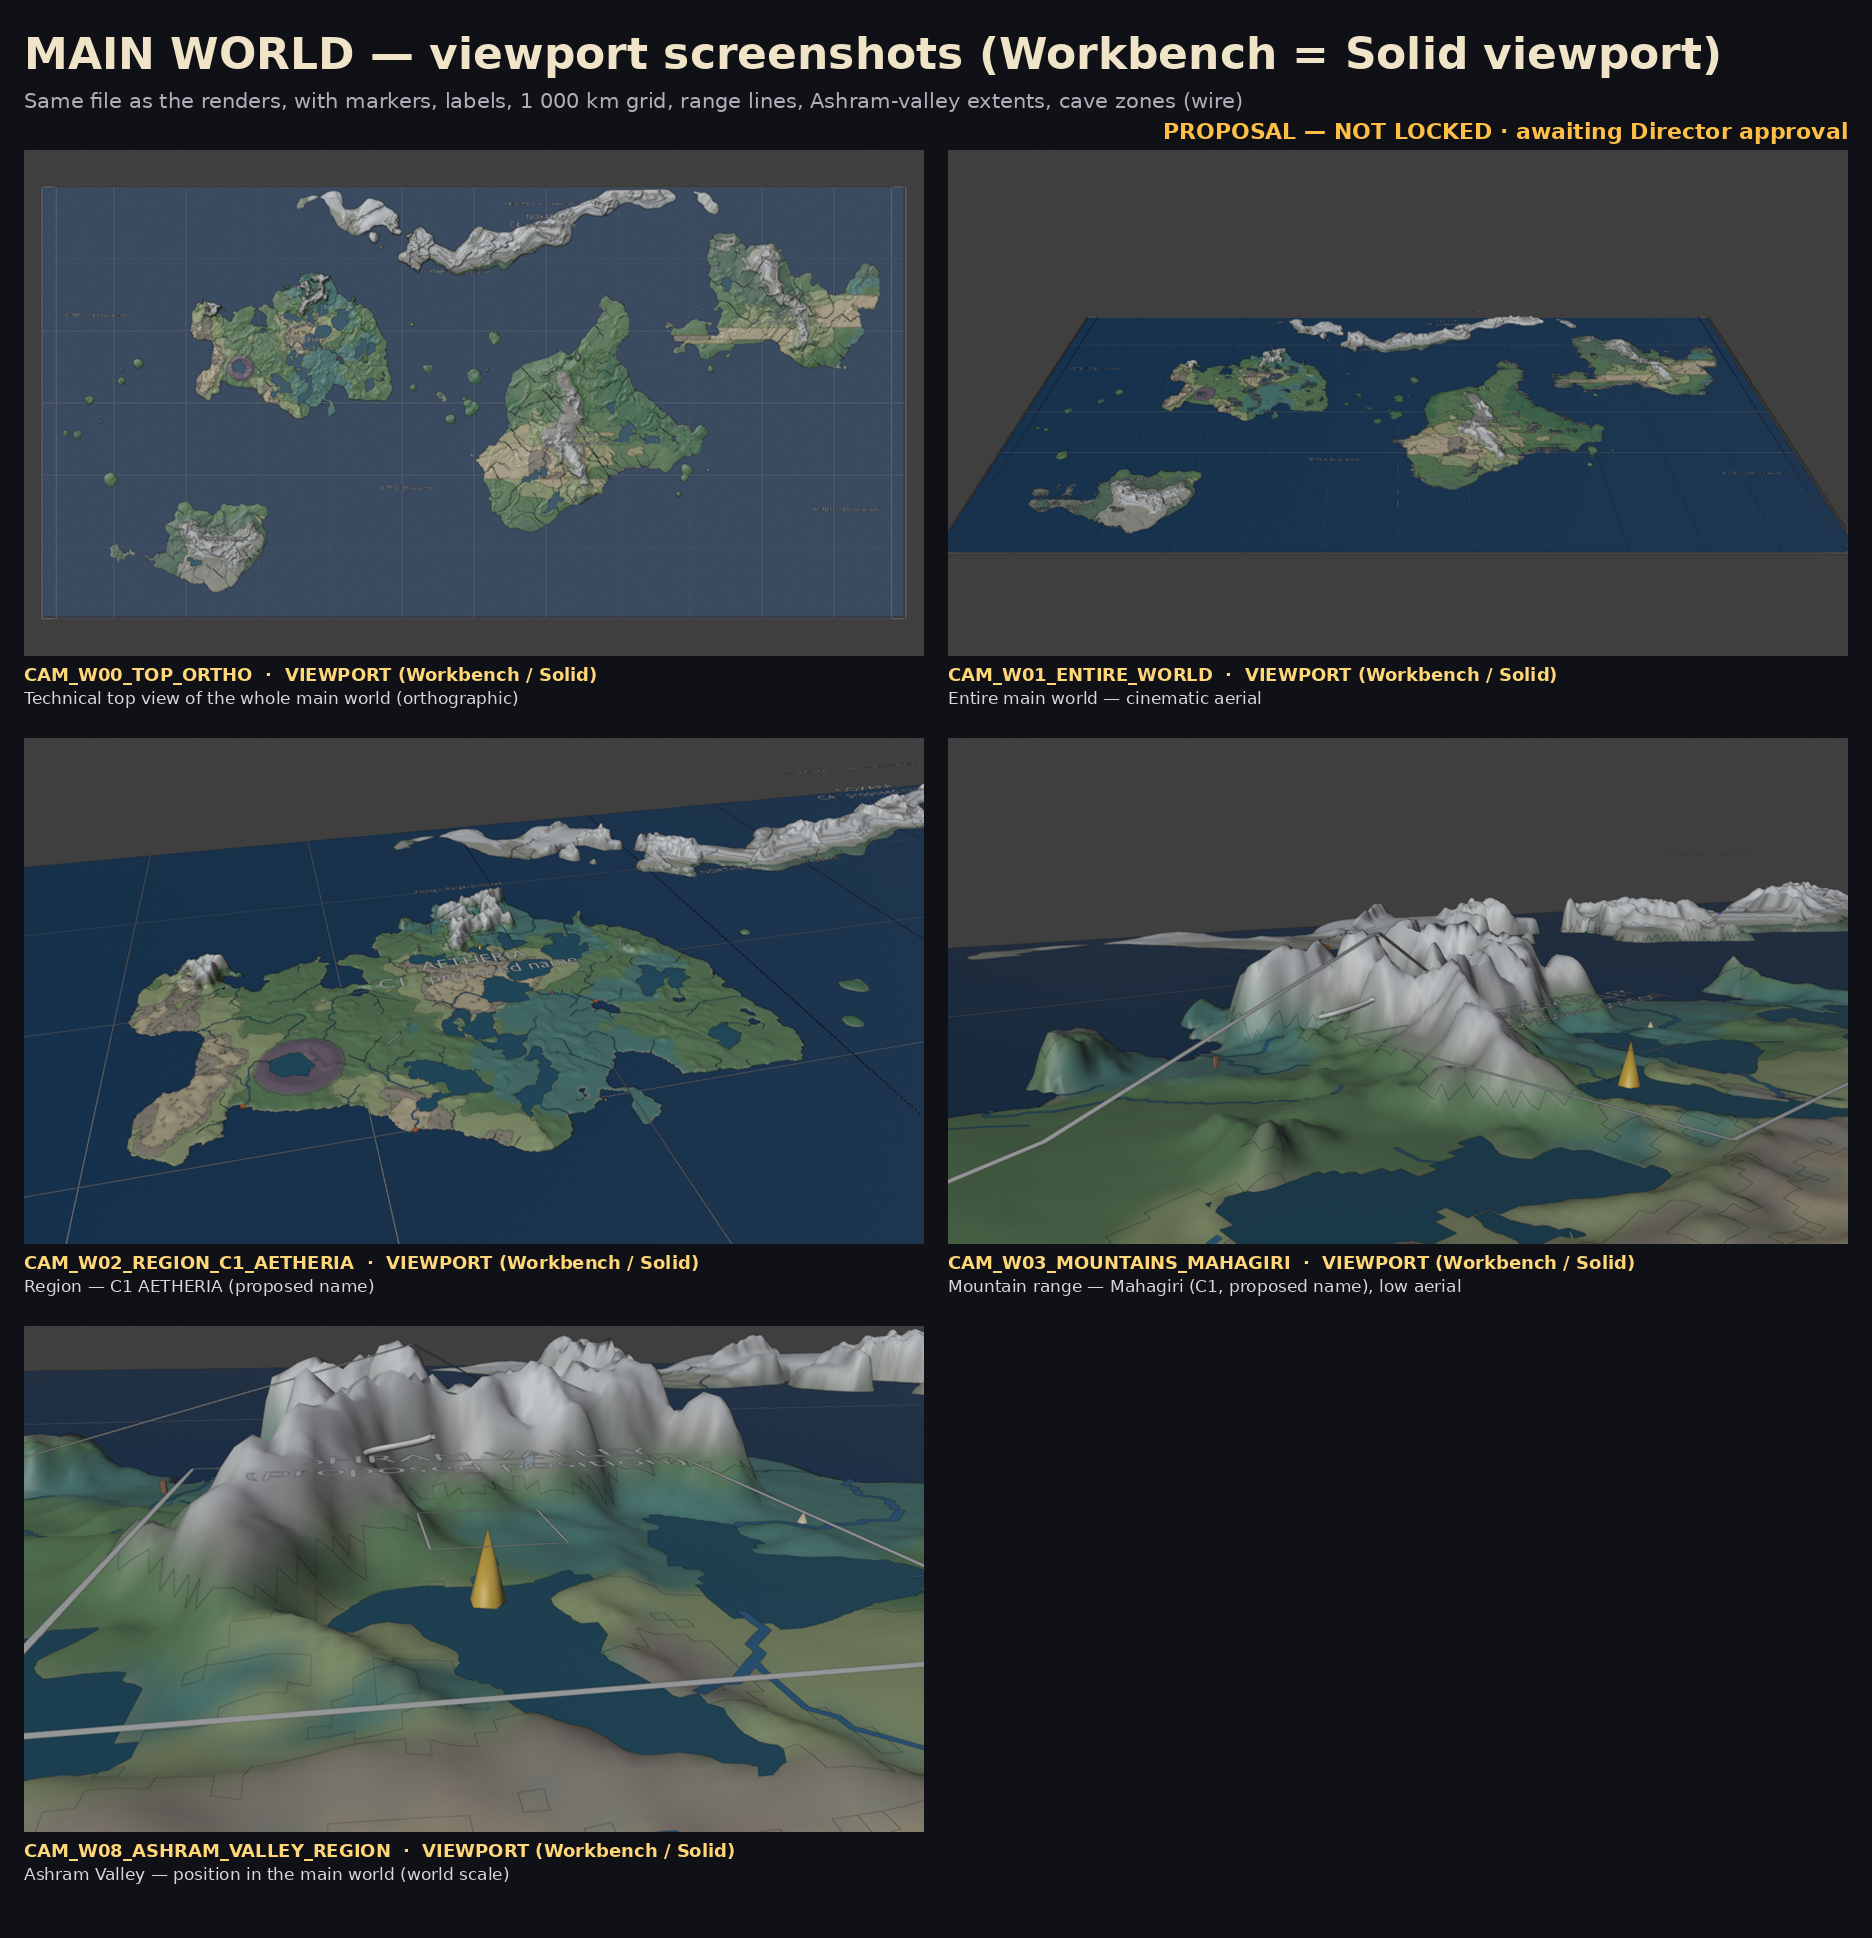 MAIN WORLD — viewport screenshots (Workbench = Solid viewport)
Same file as the renders, with markers, labels, 1 000 km grid, range lines, Ashram-valley extents, cave zones (wire)
PROPOSAL — NOT LOCKED · awaiting Director approval
CAM_W00_TOP_ORTHO · VIEWPORT (Workbench / Solid)
Technical top view of the whole main world (orthographic)
CAM_W01_ENTIRE_WORLD · VIEWPORT (Workbench / Solid)
Entire main world — cinematic aerial
AETHERIA
CAM_W02_REGION_C1_AETHERIA · VIEWPORT (Workbench / Solid)
Region — C1 AETHERIA (proposed name)
CAM_W03_MOUNTAINS_MAHAGIRI · VIEWPORT (Workbench / Solid)
Mountain range — Mahagiri (C1, proposed name), low aerial
(proposed position)
CAM_W08_ASHRAM_VALLEY_REGION · VIEWPORT (Workbench / Solid)
Ashram Valley — position in the main world (world scale)